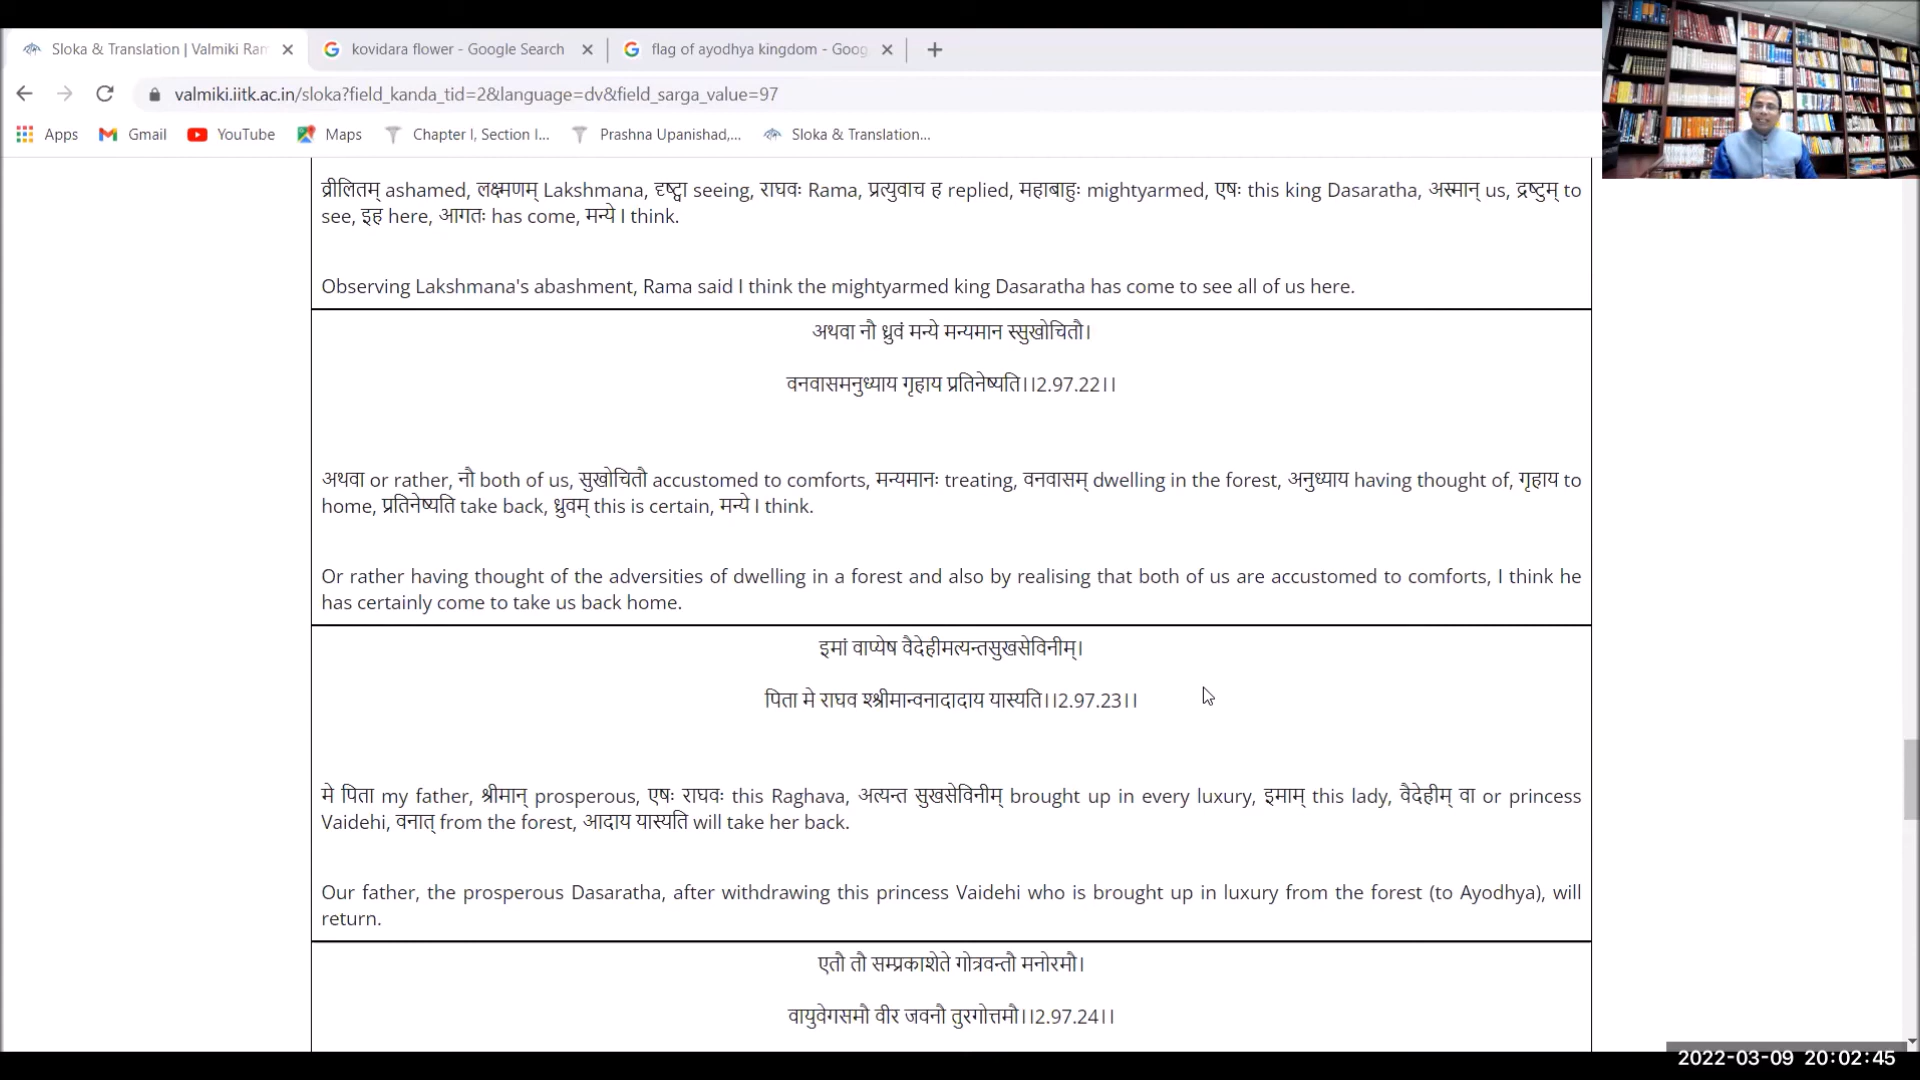 Sloka & Translation | Valmiki Ram
kovidara flower - Google Search
flag of ayodhya kingdom - Goog
valmiki.iitk.ac.in/sloka?field_kanda_tid=2&language=dv&field_sarga_value=97
Apps Gmail YouTube Maps Chapter I, Section I... Prashna Upanishad,... Sloka & Translation...
व्रीलितम् ashamed, लक्ष्मणम् Lakshmana, दृष्ट्वा seeing, राघवः Rama, प्रत्युवाच ह replied, महाबाहुः mightyarmed, एषः this king Dasaratha, अस्मान् us, द्रष्टुम् to
see, इह here, आगतः has come, मन्ये I think.
Observing Lakshmana's abashment, Rama said I think the mightyarmed king Dasaratha has come to see all of us here.
अथवा नौ ध्रुवं मन्ये मन्यमान स्सुखोचितौ।
वनवासमनुध्याय गृहाय प्रतिनेष्यति।।2.97.22।।
अथवा or rather, नौ both of us, सुखोचितौ accustomed to comforts, मन्यमानः treating, वनवासम् dwelling in the forest, अनुध्याय having thought of, गृहाय to
home, प्रतिनेष्यति take back, ध्रुवम् this is certain, मन्ये I think.
Or rather having thought of the adversities of dwelling in a forest and also by realising that both of us are accustomed to comforts, I think he
has certainly come to take us back home.
इमां वाप्येष वैदेहीमत्यन्तसुखसेविनीम्।
पिता मे राघव श्श्रीमान्वनादादाय यास्यति।।2.97.23।।
मे पिता my father, श्रीमान् prosperous, एषः राघवः this Raghava, अत्यन्त सुखसेविनीम् brought up in every luxury, इमाम् this lady, वैदेहीम् वा or princess
Vaidehi, वनात् from the forest, आदाय यास्यति will take her back.
Our father, the prosperous Dasaratha, after withdrawing this princess Vaidehi who is brought up in luxury from the forest (to Ayodhya), will
return.
एतौ तौ सम्प्रकाशेते गोत्रवन्तौ मनोरमौ।
वायुवेगसमौ वीर जवनौ तुरगोत्तमौ।।2.97.24।।
2022-03-09 20:02:45